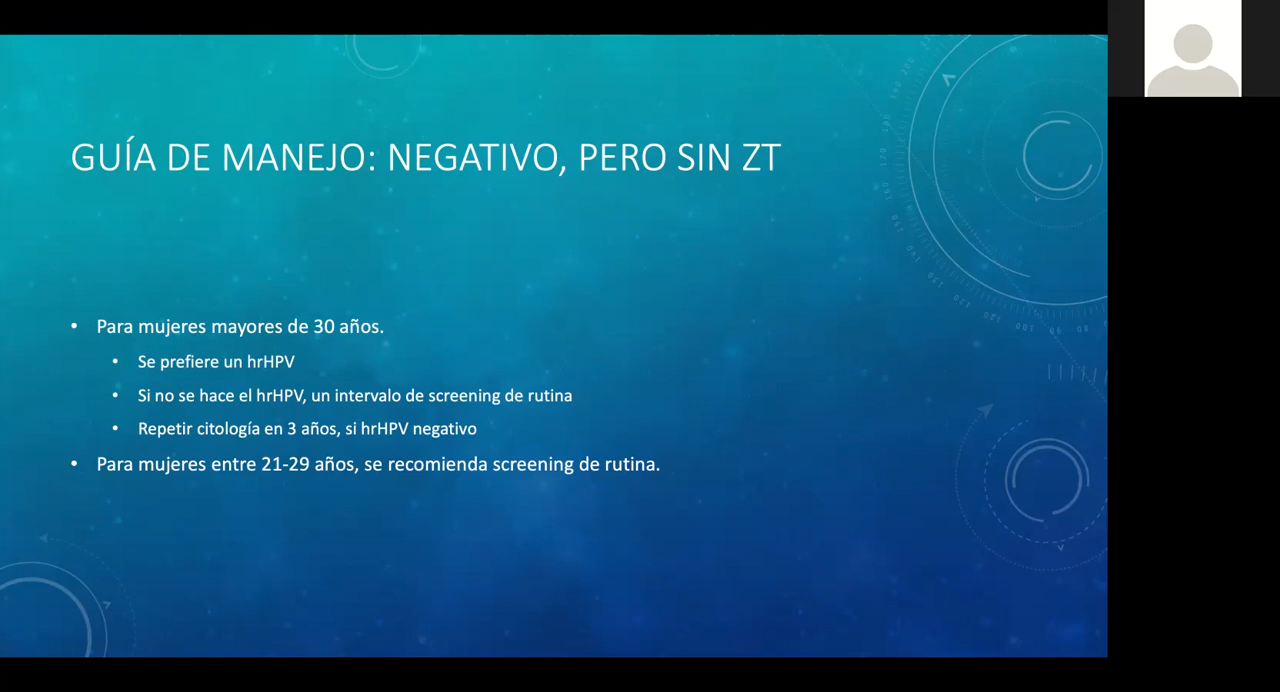 GUÍA DE MANEJO: NEGATIVO, PERO SIN ZT
• Para mujeres mayores de 30 años.
• Se prefiere un hrHPV
• Si no se hace el hrHPV, un intervalo de screening de rutina
• Repetir citología en 3 años, si hrHPV negativo
• Para mujeres entre 21-29 años, se recomienda screening de rutina.